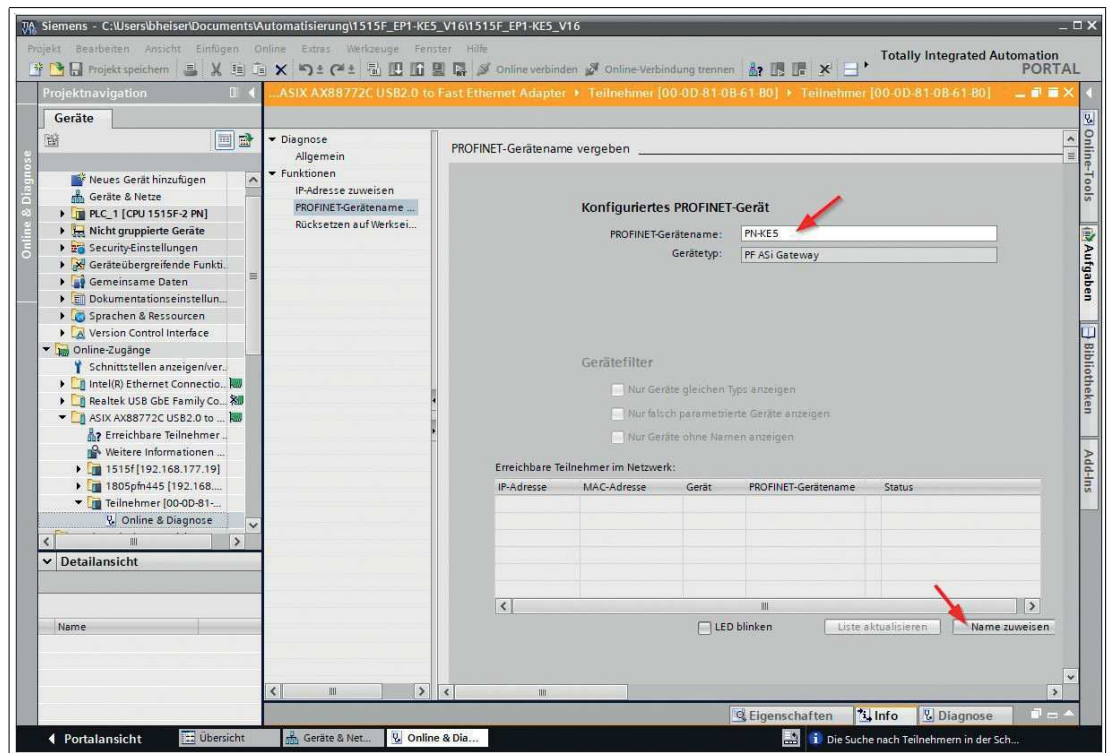 Siemens - C:\Users\bheiser\Documents\Automatisierung\1515F_EP1-KE5_V16\1515F_EP1-KE5_V16
Projekt Bearbeiten Ansicht Einfügen Online Extras Werkzeuge Fenster Hilfe
Projekt speichern
Online verbinden
Online-Verbindung trennen
Totally Integrated Automation
PORTAL
Projektnavigation
...ASIX AX88772C USB2.0 to Fast Ethernet Adapter Teilnehmer [00-0D-81-0B-61-B0] Teilnehmer [00-0D-81-0B-61-B0]
Geräte
Online & Diagnose
Neues Gerät hinzufügen
Geräte & Netze
PLC_1 [CPU 1515F-2 PN]
Nicht gruppierte Geräte
Security-Einstellungen
Geräteübergreifende Funkti..
Gemeinsame Daten
Dokumentationseinstellun...
Sprachen & Ressourcen
Version Control Interface
Online-Zugänge
Schnittstellen anzeigen/ver..
Intel(R) Ethernet Connectio..
Realtek USB GbE Family Co...
ASIX AX88772C USB2.0 to ...
Erreichbare Teilnehmer ..
Weitere Informationen ...
1515f [192.168.177.19]
1805pfn445 [192.168....
Teilnehmer [00-0D-81-...
Online & Diagnose
Detailansicht
Name
Diagnose
Allgemein
Funktionen
IP-Adresse zuweisen
PROFINET-Gerätename ...
Rücksetzen auf Werksei...
PROFINET-Gerätename vergeben
Konfiguriertes PROFINET-Gerät
PROFINET-Gerätename: PN-KE5
Gerätetyp: PF ASi Gateway
Gerätefilter
Nur Geräte gleichen Typs anzeigen
Nur falsch parametrierte Geräte anzeigen
Nur Geräte ohne Namen anzeigen
Erreichbare Teilnehmer im Netzwerk:
IP-Adresse MAC-Adresse Gerät PROFINET-Gerätename Status
LED blinken Liste aktualisieren Name zuweisen
Online-Tools
Aufgaben
Bibliotheken
Add-Ins
Eigenschaften Info Diagnose
Portalansicht Übersicht Geräte & Net... Online & Dia... Die Suche nach Teilnehmern in der Sch...